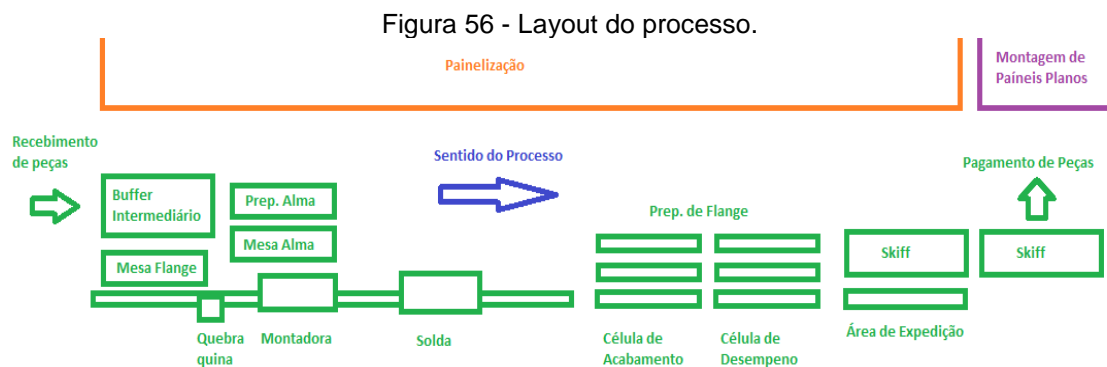 Figura 56 - Layout do processo.
Painelização
Montagem de
Paíneis Planos
Recebimento
de peças
Sentido do Processo
Pagamento de Peças
Buffer
Intermediário
Prep. Alma
Mesa Alma
Mesa Flange
Prep. de Flange
Skiff
Skiff
Quebra
quina
Montadora
Solda
Célula de
Acabamento
Célula de
Desempeno
Área de Expedição